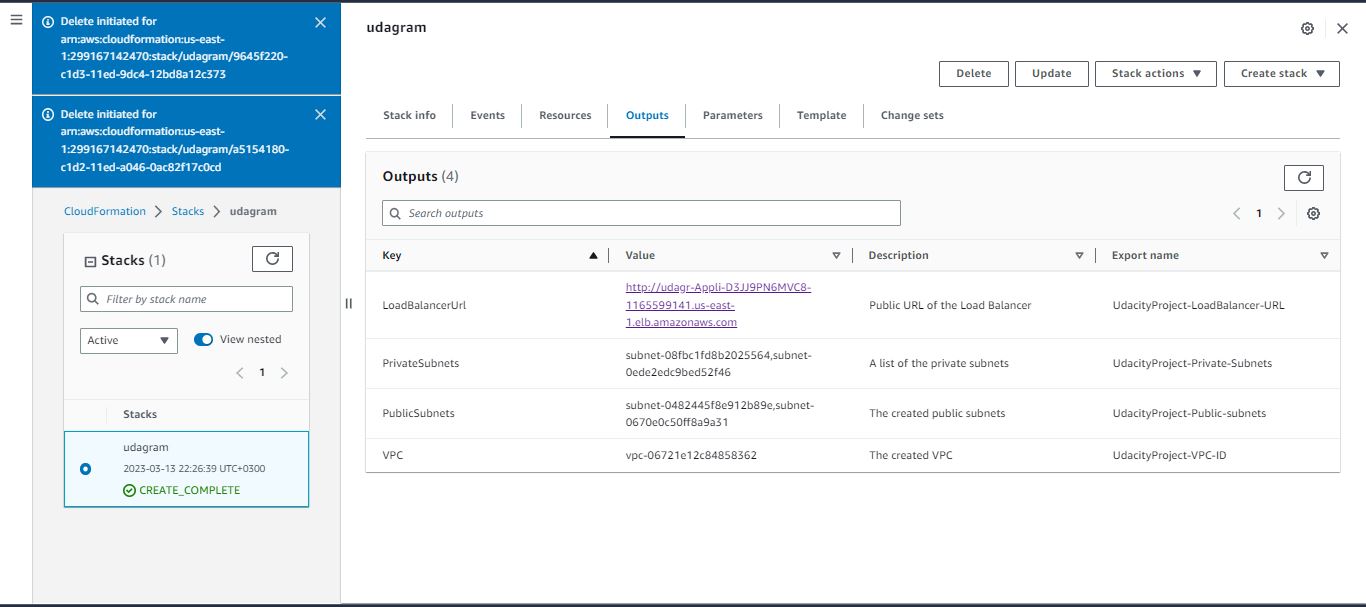 Delete initiated for
arn:aws:cloudformation:us-east-
1:299167142470:stack/udagram/9645f220-
c1d3-11ed-9dc4-12bd8a12c373
Delete initiated for
arn:aws:cloudformation:us-east-
1:299167142470:stack/udagram/a5154180-
c1d2-11ed-a046-0ac82f17c0cd
CloudFormation Stacks udagram
Stacks (1)
Filter by stack name
Active View nested
1
Stacks
udagram
2023-03-13 22:26:39 UTC+0300
CREATE_COMPLETE
udagram
Delete Update Stack actions Create stack
Stack info Events Resources Outputs Parameters Template Change sets
Outputs (4)
Search outputs
1
Key Value Description Export name
LoadBalancerUrl http://udagr-Appli-D3JJ9PN6MVC8- Public URL of the Load Balancer UdacityProject-LoadBalancer-URL
1165599141.us-east-
1.elb.amazonaws.com
PrivateSubnets subnet-08fbc1fd8b2025564,subnet- A list of the private subnets UdacityProject-Private-Subnets
0ede2edc9bed52f46
PublicSubnets subnet-0482445f8e912b89e,subnet- The created public subnets UdacityProject-Public-subnets
0670e0c50ff8a9a31
VPC vpc-06721e12c84858362 The created VPC UdacityProject-VPC-ID